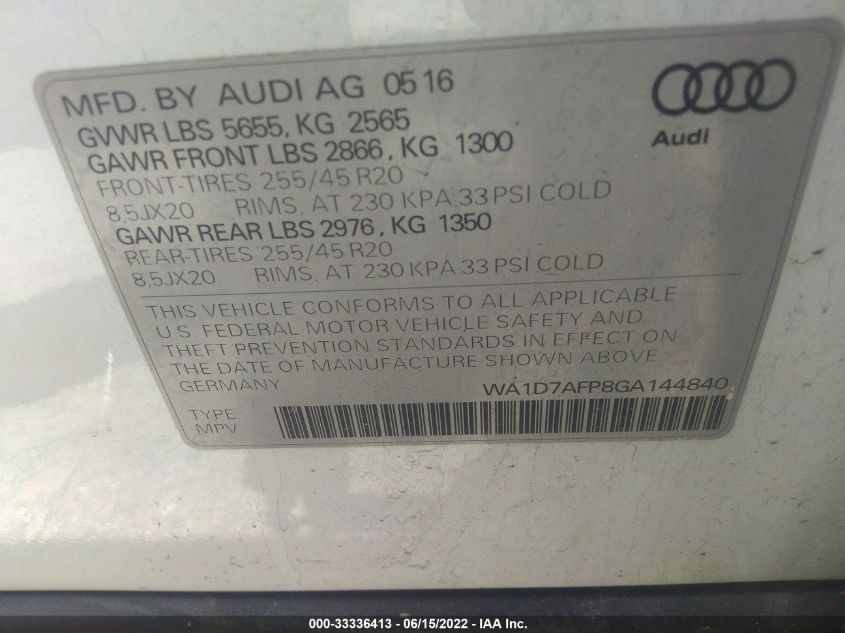 MFD. BY AUDI AG 05 16
GVWR LBS 5655, KG 2565
GAWR FRONT LBS 2866, KG 1300
FRONT-TIRES 255/45 R20
8,5JX20 RIMS, AT 230 KPA 33 PSI COLD
GAWR REAR LBS 2976, KG 1350
REAR-TIRES 255/45 R20
8,5JX20 RIMS, AT 230 KPA 33 PSI COLD
Audi
THIS VEHICLE CONFORMS TO ALL APPLICABLE
U.S. FEDERAL MOTOR VEHICLE SAFETY AND
THEFT PREVENTION STANDARDS IN EFFECT ON
THE DATE OF MANUFACTURE SHOWN ABOVE.
GERMANY WA1D7AFP8GA144840
TYPE
MPV
000-33336413 - 06/15/2022 - IAA Inc.